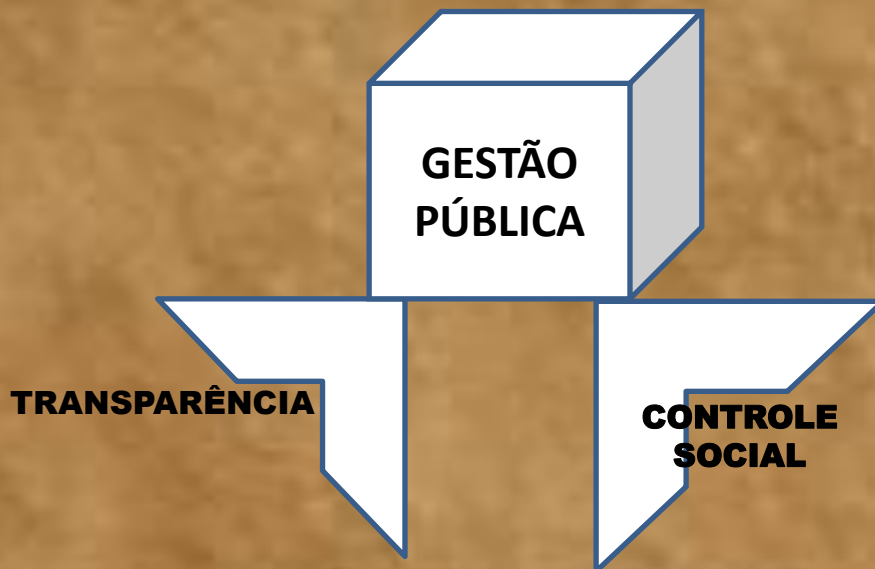 GESTÃO
PÚBLICA
TRANSPARÊNCIA
CONTROLE
SOCIAL